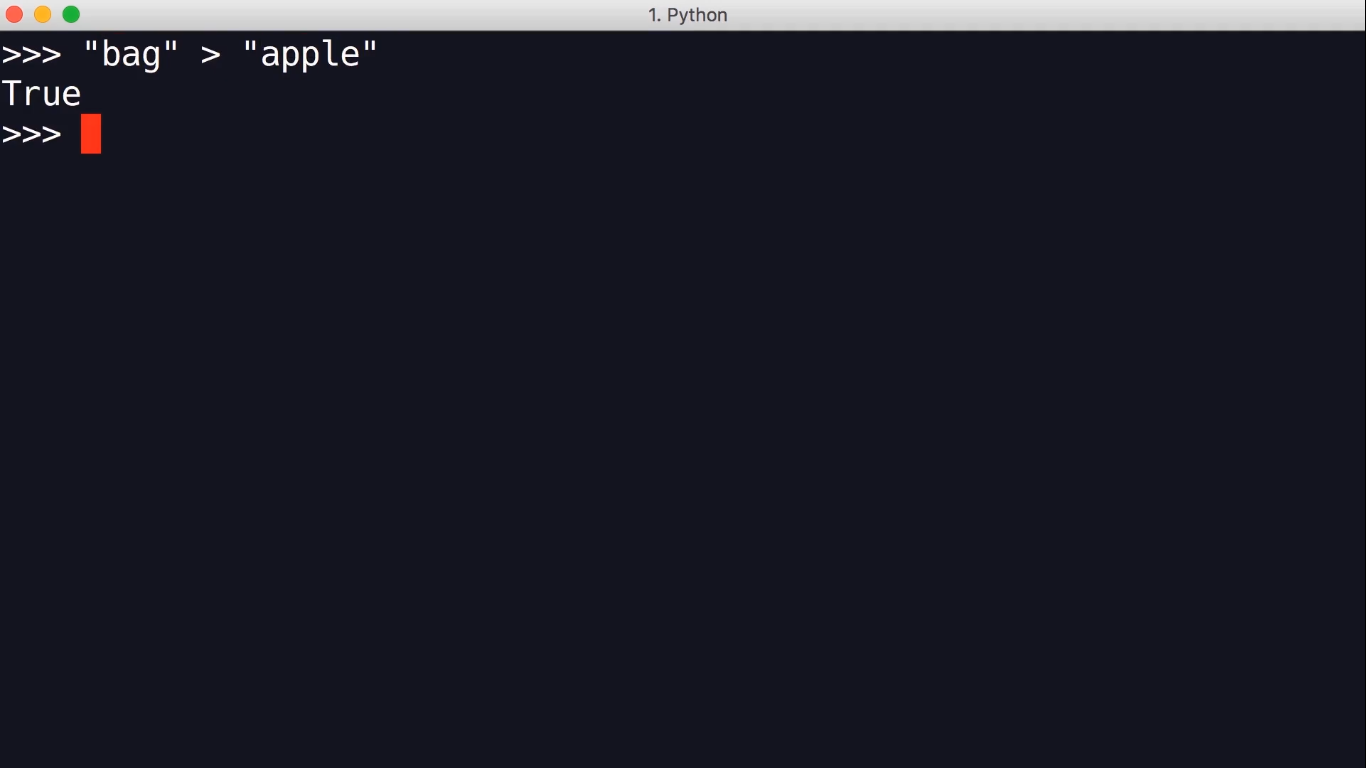 1. Python
>>> "bag" > "apple"
True
>>>